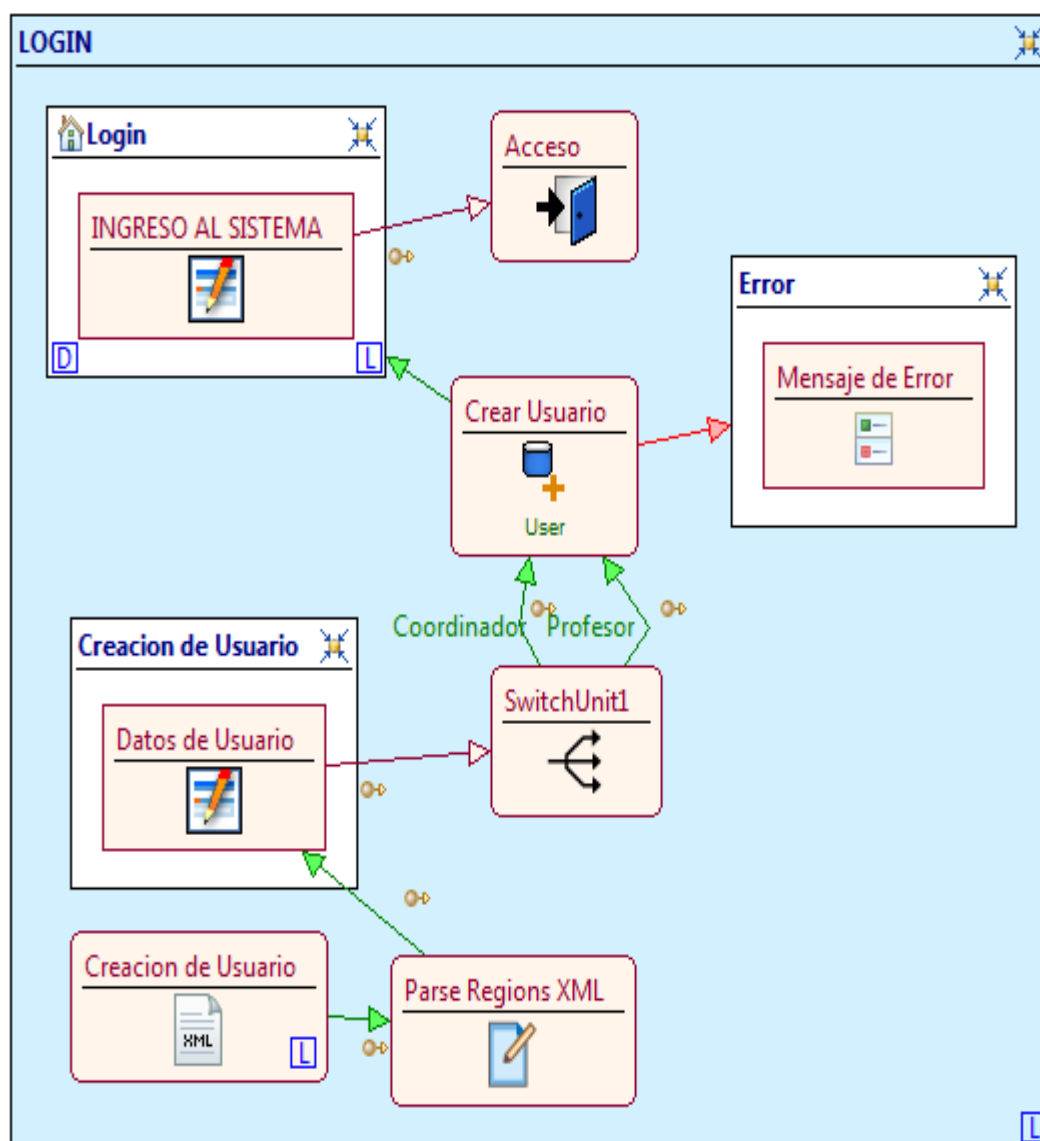 LOGIN
Login
Acceso
INGRESO AL SISTEMA
D
L
Error
Mensaje de Error
Crear Usuario
User
Coordinador
Profesor
Creacion de Usuario
Datos de Usuario
SwitchUnit1
Creacion de Usuario
XML
L
Parse Regions XML
L